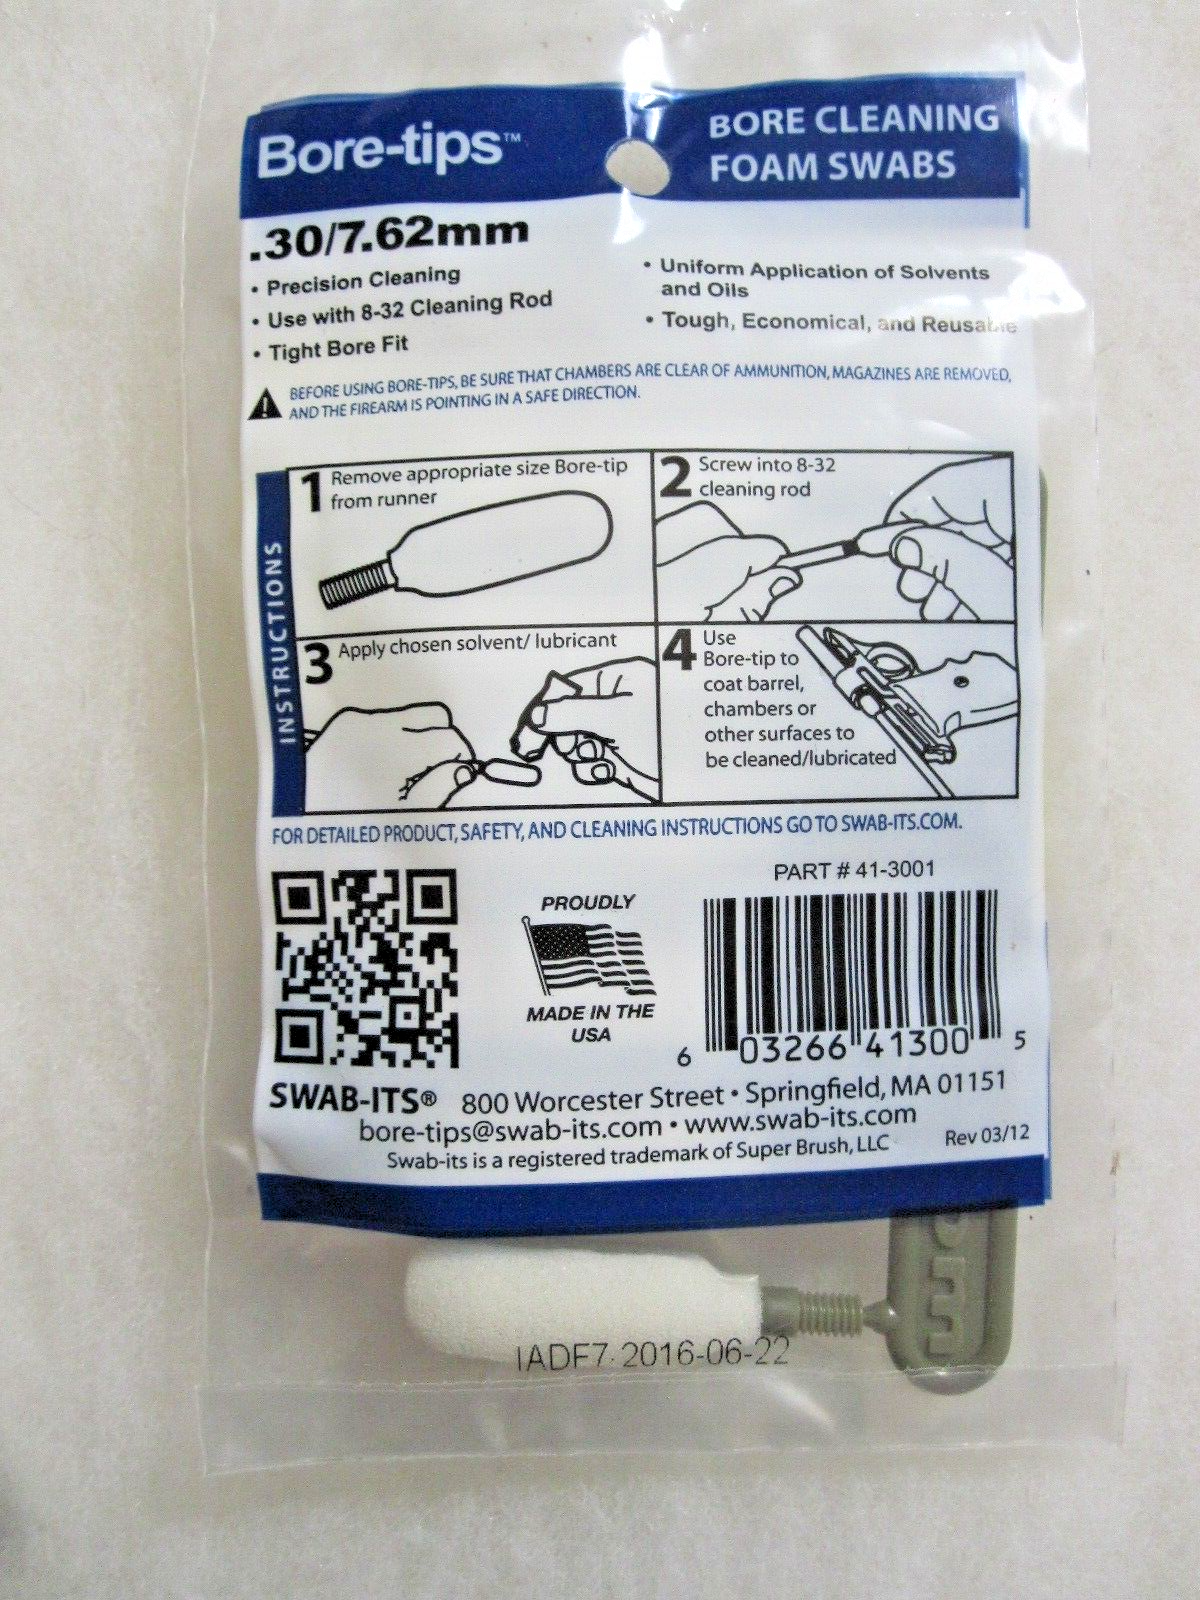 Bore-tips™
BORE CLEANING
FOAM SWABS
.30/7.62mm
• Precision Cleaning
• Use with 8-32 Cleaning Rod
• Tight Bore Fit
• Uniform Application of Solvents
and Oils
• Tough, Economical, and Reusable
BEFORE USING BORE-TIPS, BE SURE THAT CHAMBERS ARE CLEAR OF AMMUNITION, MAGAZINES ARE REMOVED,
AND THE FIREARM IS POINTING IN A SAFE DIRECTION.
INSTRUCTIONS
1 Remove appropriate size Bore-tip
from runner
2 Screw into 8-32
cleaning rod
3 Apply chosen solvent/ lubricant
4 Use
Bore-tip to
coat barrel,
chambers or
other surfaces to
be cleaned/lubricated
FOR DETAILED PRODUCT, SAFETY, AND CLEANING INSTRUCTIONS GO TO SWAB-ITS.COM.
PROUDLY
MADE IN THE
USA
PART # 41-3001
6 03266 41300 5
SWAB-ITS® 800 Worcester Street • Springfield, MA 01151
bore-tips@swab-its.com • www.swab-its.com
Swab-its is a registered trademark of Super Brush, LLC
Rev 03/12
IADF7 2016-06-22